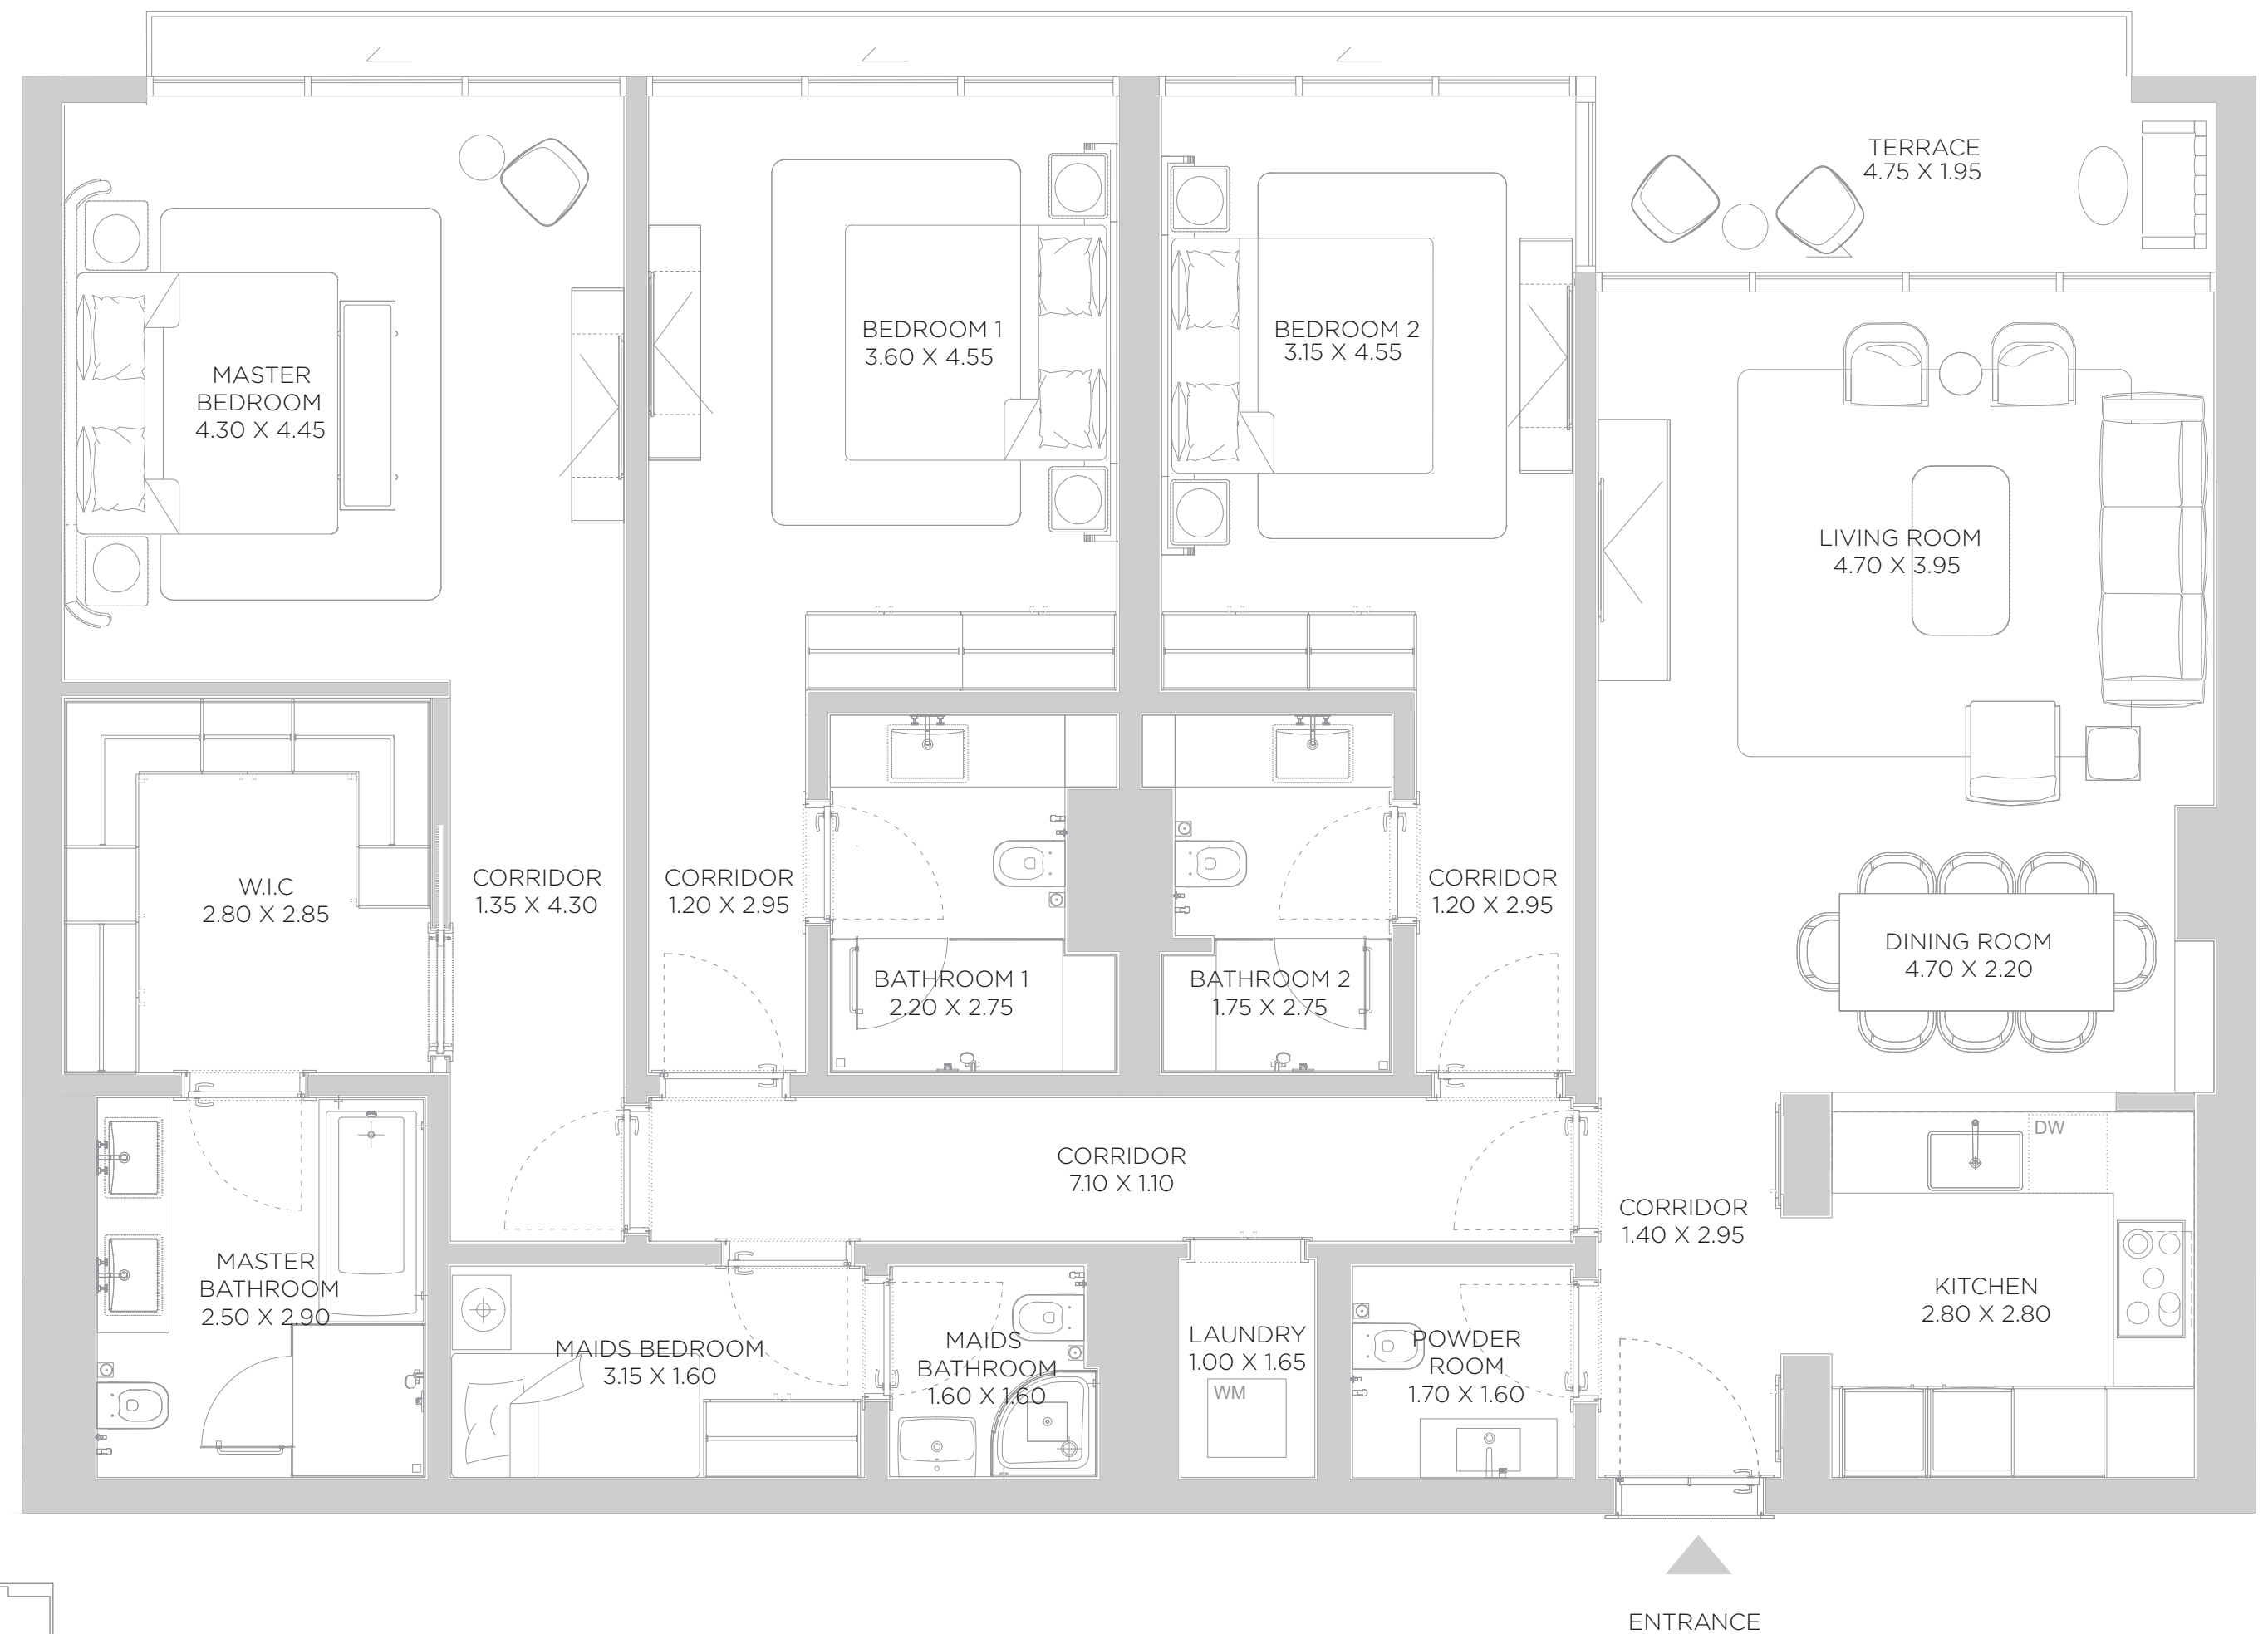 TERRACE
4.75 X 1.95
BEDROOM 1
3.60 X 4.55
BEDROOM 2
3.15 X 4.55
MASTER
BEDROOM
4.30 X 4.45
LIVING ROOM
4.70 X 3.95
W.I.C
2.80 X 2.85
CORRIDOR
1.35 X 4.30
CORRIDOR
1.20 X 2.95
CORRIDOR
1.20 X 2.95
DINING ROOM
4.70 X 2.20
BATHROOM 1
2.20 X 2.75
BATHROOM 2
1.75 X 2.75
DW
CORRIDOR
7.10 X 1.10
CORRIDOR
1.40 X 2.95
MASTER
BATHROOM
2.50 X 2.90
KITCHEN
2.80 X 2.80
MAIDS BEDROOM
3.15 X 1.60
MAIDS
BATHROOM
1.60 X 1.60
LAUNDRY
1.00 X 1.65
WM
POWDER
ROOM
1.70 X 1.60
ENTRANCE